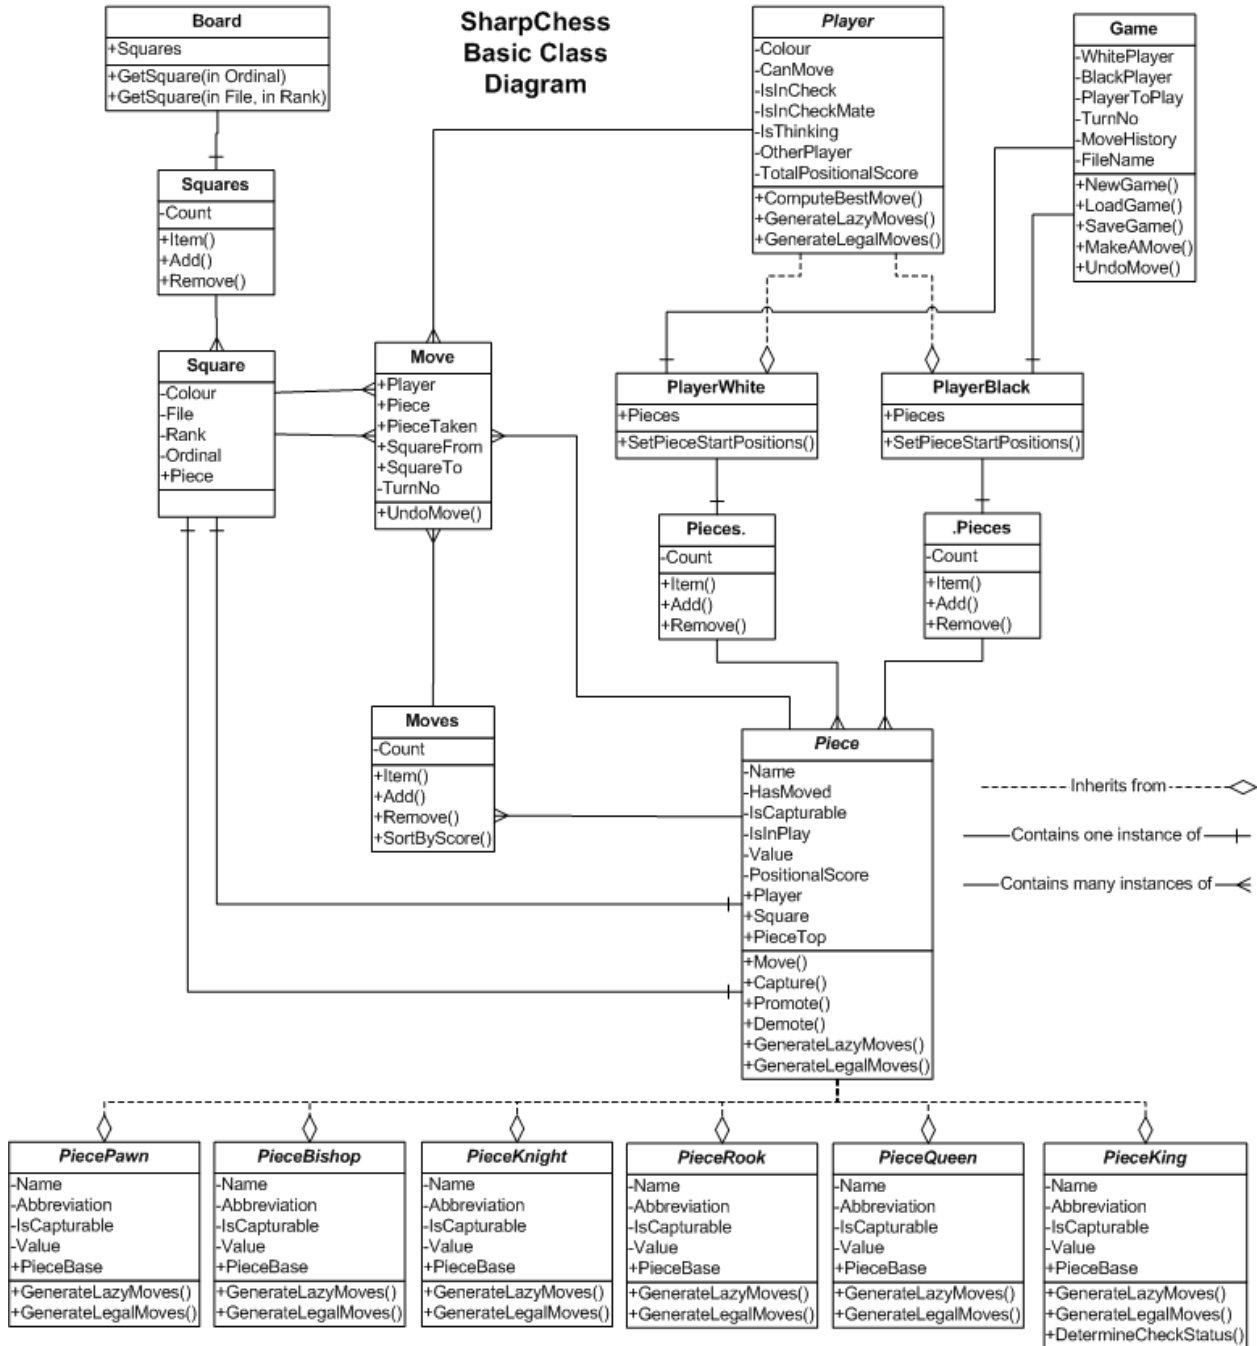 SharpChess
Basic Class
Diagram
Board
+Squares
+GetSquare(in Ordinal)
+GetSquare(in File, in Rank)
Player
-Colour
-CanMove
-IsInCheck
-IsInCheckMate
-IsThinking
-OtherPlayer
-TotalPositionalScore
+ComputeBestMove()
+GenerateLazyMoves()
+GenerateLegalMoves()
Game
-WhitePlayer
-BlackPlayer
-PlayerToPlay
-TurnNo
-MoveHistory
-FileName
+NewGame()
+LoadGame()
+SaveGame()
+MakeAMove()
+UndoMove()
Squares
-Count
+Item()
+Add()
+Remove()
Square
-Colour
-File
-Rank
-Ordinal
+Piece
Move
+Player
+Piece
+PieceTaken
+SquareFrom
+SquareTo
-TurnNo
+UndoMove()
PlayerWhite
+Pieces
+SetPieceStartPositions()
PlayerBlack
+Pieces
+SetPieceStartPositions()
Pieces.
-Count
+Item()
+Add()
+Remove()
.Pieces
-Count
+Item()
+Add()
+Remove()
Moves
-Count
+Item()
+Add()
+Remove()
+SortByScore()
Piece
-Name
-HasMoved
-IsCapturable
-IsInPlay
-Value
-PositionalScore
+Player
+Square
+PieceTop
+Move()
+Capture()
+Promote()
+Demote()
+GenerateLazyMoves()
+GenerateLegalMoves()
Inherits from
Contains one instance of
Contains many instances of
PiecePawn
-Name
-Abbreviation
-IsCapturable
-Value
+PieceBase
+GenerateLazyMoves()
+GenerateLegalMoves()
PieceBishop
-Name
-Abbreviation
-IsCapturable
-Value
+PieceBase
+GenerateLazyMoves()
+GenerateLegalMoves()
PieceKnight
-Name
-Abbreviation
-IsCapturable
-Value
+PieceBase
+GenerateLazyMoves()
+GenerateLegalMoves()
PieceRook
-Name
-Abbreviation
-IsCapturable
-Value
+PieceBase
+GenerateLazyMoves()
+GenerateLegalMoves()
PieceQueen
-Name
-Abbreviation
-IsCapturable
-Value
+PieceBase
+GenerateLazyMoves()
+GenerateLegalMoves()
PieceKing
-Name
-Abbreviation
-IsCapturable
-Value
+PieceBase
+GenerateLazyMoves()
+GenerateLegalMoves()
+DetermineCheckStatus()